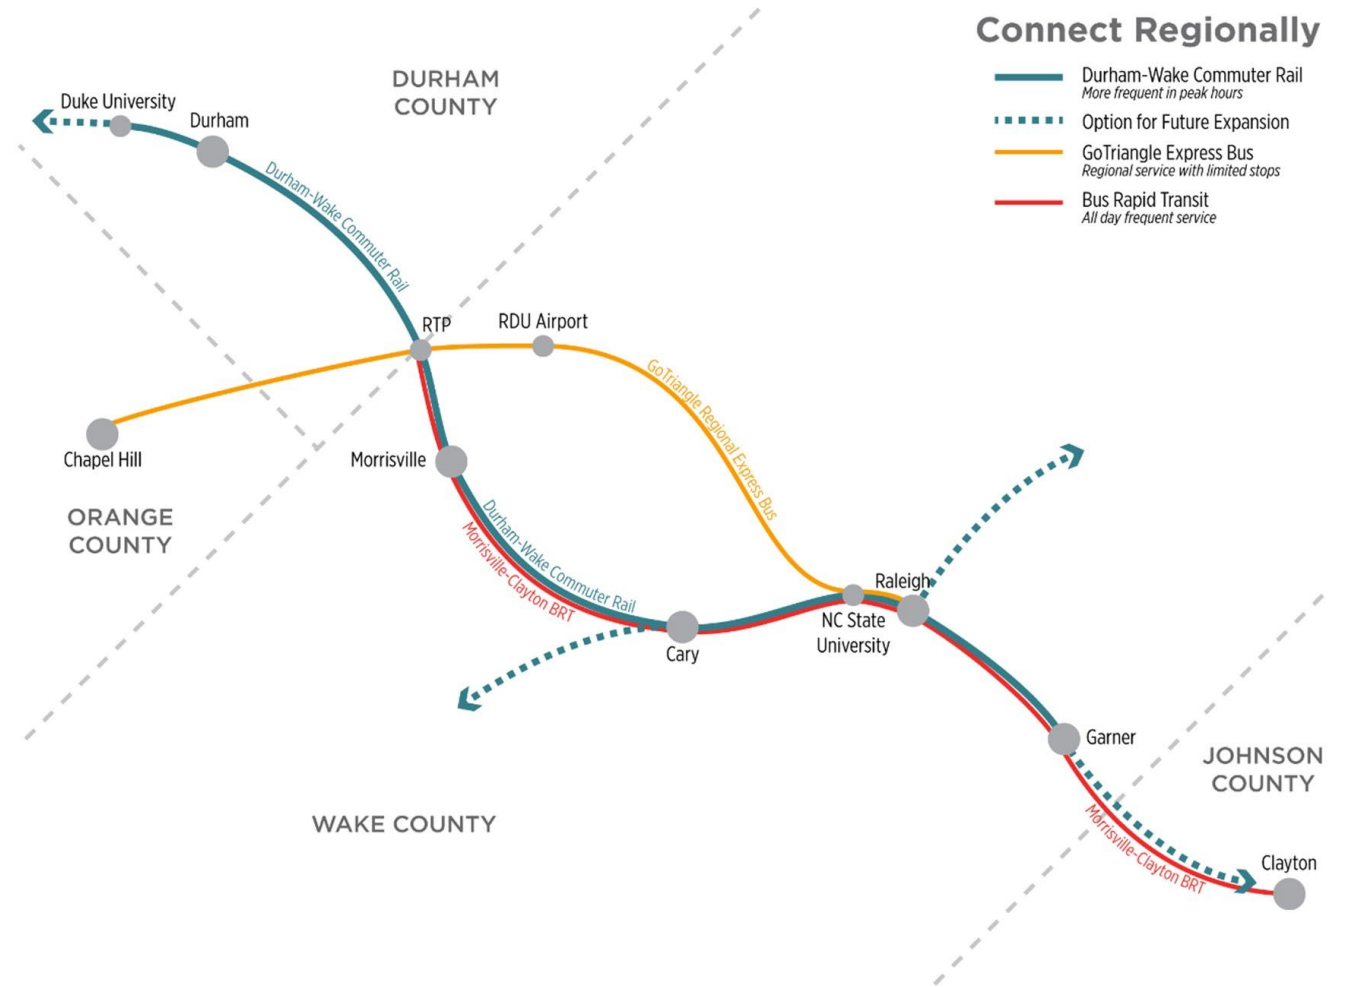 Connect Regionally
Durham-Wake Commuter Rail
More frequent in peak hours
Option for Future Expansion
GoTriangle Express Bus
Regional service with limited stops
Bus Rapid Transit
All day frequent service
DURHAM
COUNTY
Duke University
Durham
Durham-Wake Commuter Rail
RTP
RDU Airport
GoTriangle Regional Express Bus
Chapel Hill
Morrisville
ORANGE
COUNTY
Durham-Wake Commuter Rail
Morrisville-Clayton BRT
Raleigh
NC State
University
Cary
Garner
JOHNSON
COUNTY
WAKE COUNTY
Morrisville-Clayton BRT
Clayton